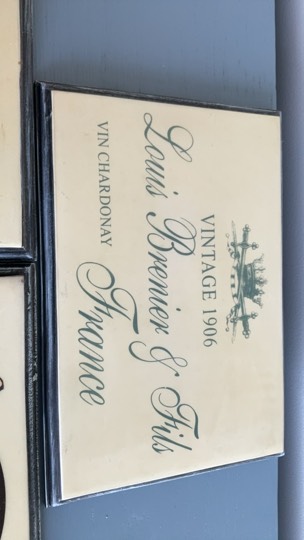 VINTAGE 1906
Louis Brenier & Fils
VIN CHARDONAY
France